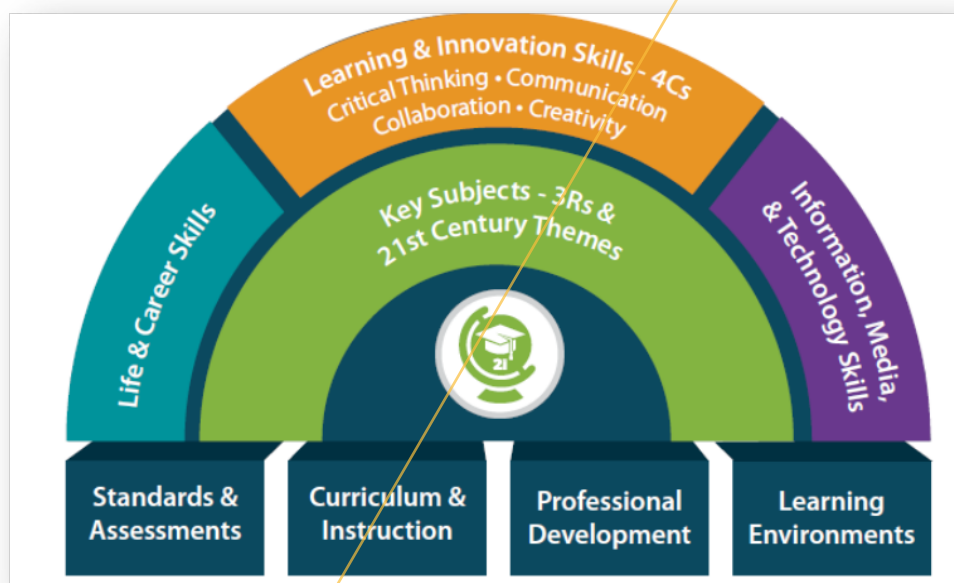 Learning & Innovation Skills - 4Cs
Critical Thinking • Communication
Collaboration • Creativity
Life & Career Skills
Key Subjects - 3Rs &
21st Century Themes
Information, Media,
& Technology Skills
21
Standards &
Assessments
Curriculum &
Instruction
Professional
Development
Learning
Environments